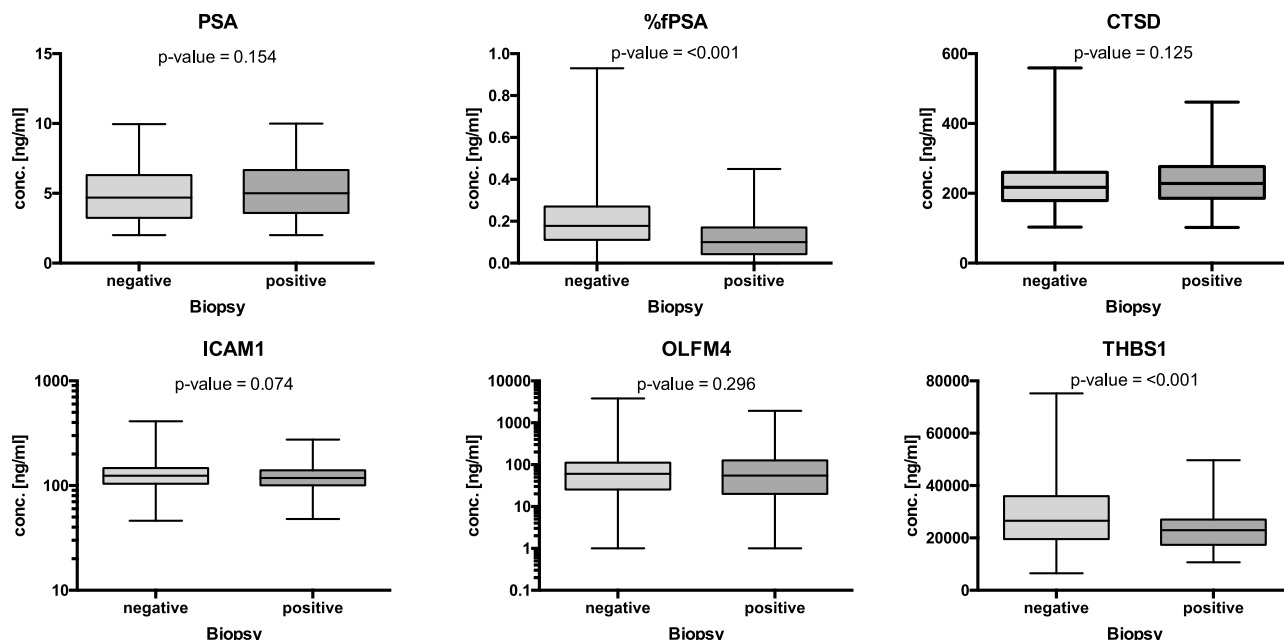 PSA
p-value = 0.154
15
10
5
0
conc. [ng/ml]
negative
positive
Biopsy
%fPSA
p-value = <0.001
1.0
0.8
0.6
0.4
0.2
0.0
conc. [ng/ml]
negative
positive
Biopsy
CTSD
p-value = 0.125
600
400
200
0
conc. [ng/ml]
negative
positive
Biopsy
ICAM1
p-value = 0.074
1000
100
10
conc. [ng/ml]
negative
positive
Biopsy
OLFM4
p-value = 0.296
10000
1000
100
10
1
0.1
conc. [ng/ml]
negative
positive
Biopsy
THBS1
p-value = <0.001
80000
60000
40000
20000
0
conc. [ng/ml]
negative
positive
Biopsy